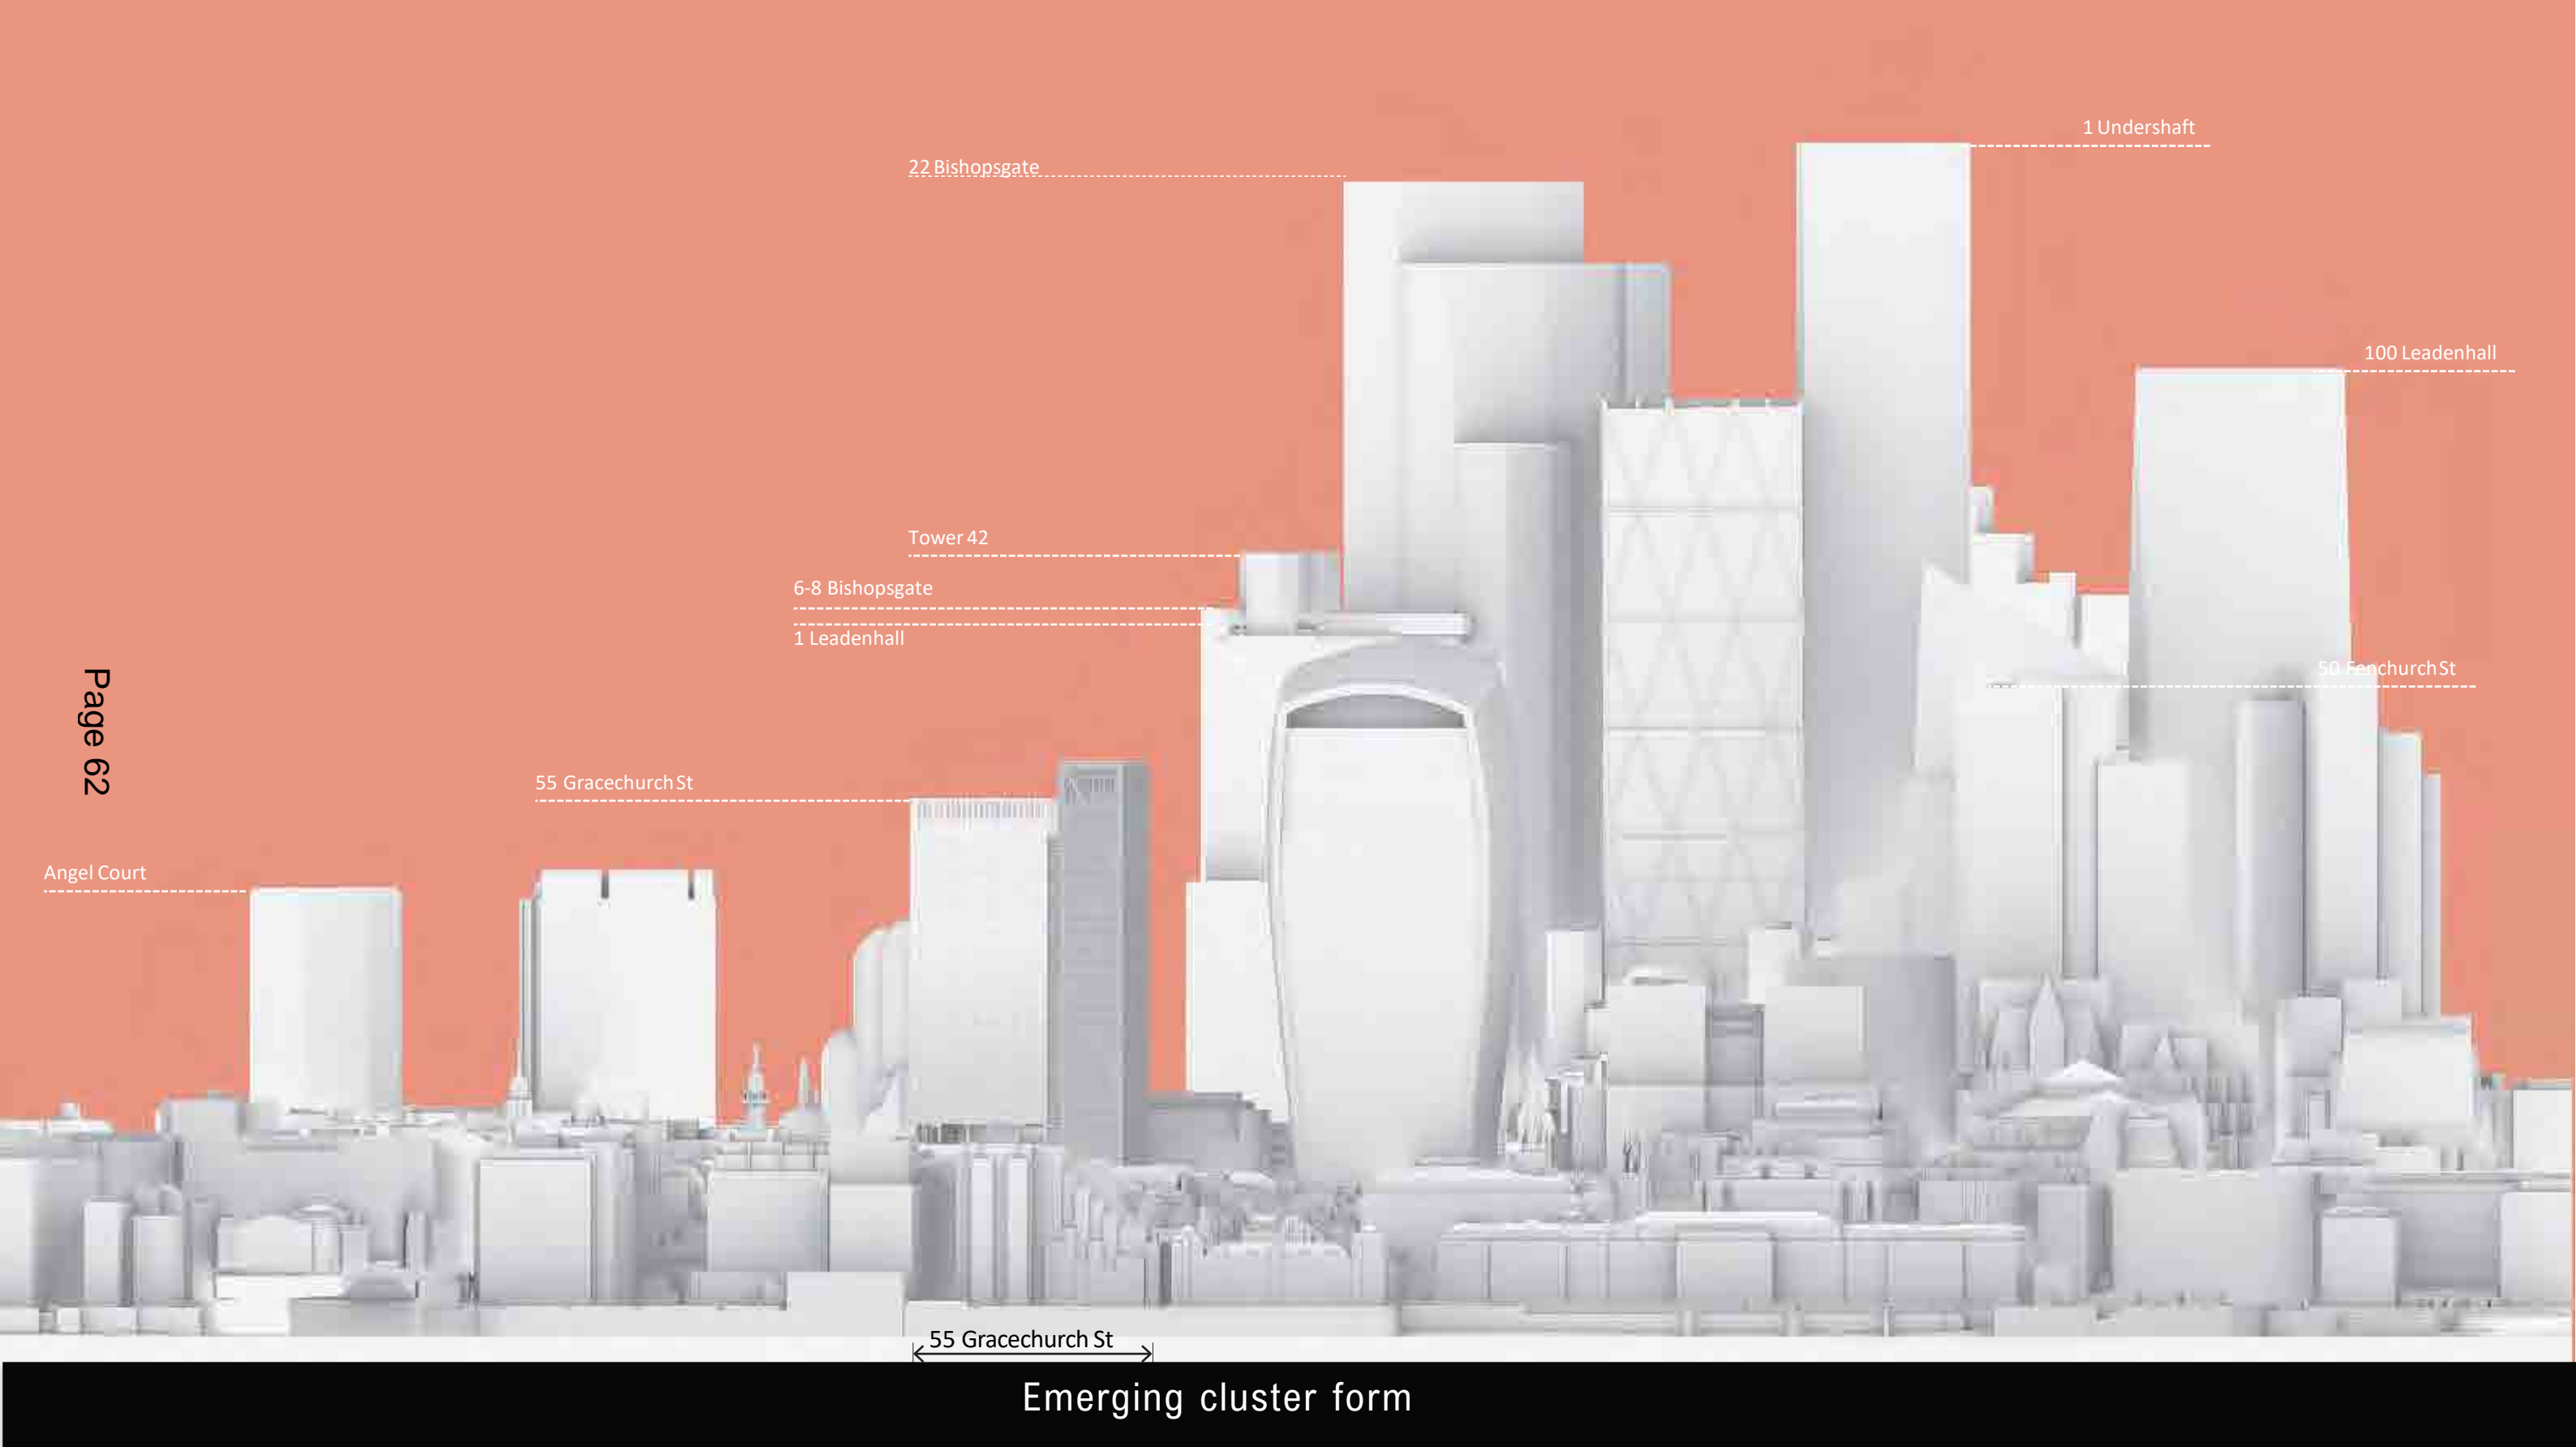 1 Undershaft
22 Bishopsgate
100 Leadenhall
Tower 42
6-8 Bishopsgate
1 Leadenhall
50 Fenchurch St
Page 62
55 Gracechurch St
Angel Court
55 Gracechurch St
Emerging cluster form